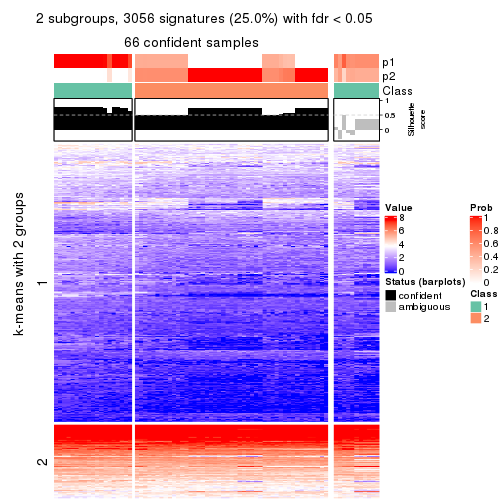 2 subgroups, 3056 signatures (25.0%) with fdr < 0.05
66 confident samples
p1
p2
Class
1
0.5
0
Silhouette
score
k-means with 2 groups
1
2
Value
8
6
4
2
0
Prob
1
0.8
0.6
0.4
0.2
0
Status (barplots)
confident
ambiguous
Class
1
2